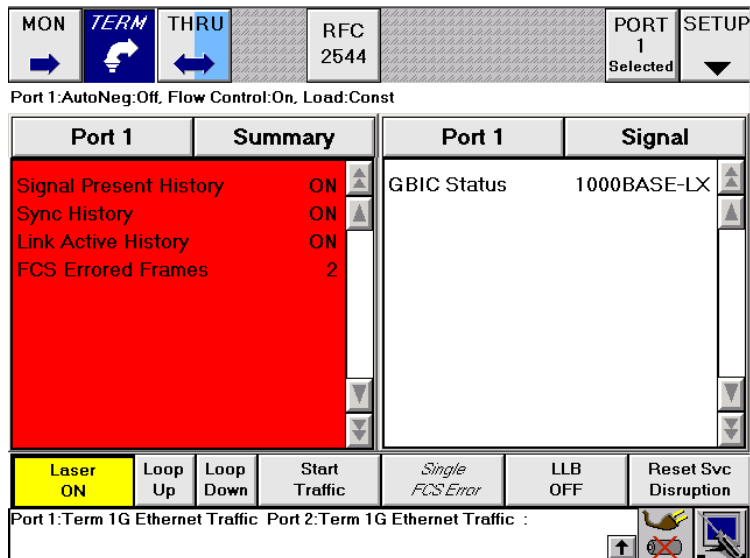 MON TERM THRU RFC 2544 PORT 1 Selected SETUP
Port 1:AutoNeg:Off, Flow Control:On, Load:Const
Port 1 Summary Port 1 Signal
Signal Present History ON GBIC Status 1000BASE-LX
Sync History ON
Link Active History ON
FCS Errored Frames 2
Laser ON Loop Up Loop Down Start Traffic Single FCS Error LLB OFF Reset Svc Disruption
Port 1:Term 1G Ethernet Traffic Port 2:Term 1G Ethernet Traffic :